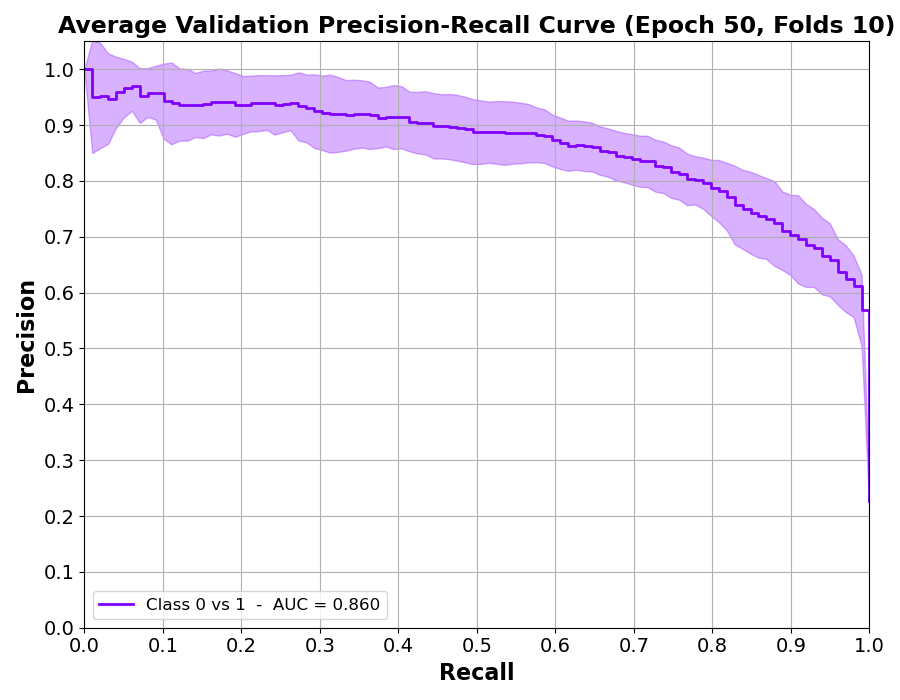 Average Validation Precision-Recall Curve (Epoch 50, Folds 10)
1.0
0.9
0.8
0.7
0.6
0.5
0.4
0.3
0.2
0.1
0.0
Precision
Class 0 vs 1 - AUC = 0.860
0.0 0.1 0.2 0.3 0.4 0.5 0.6 0.7 0.8 0.9 1.0
Recall